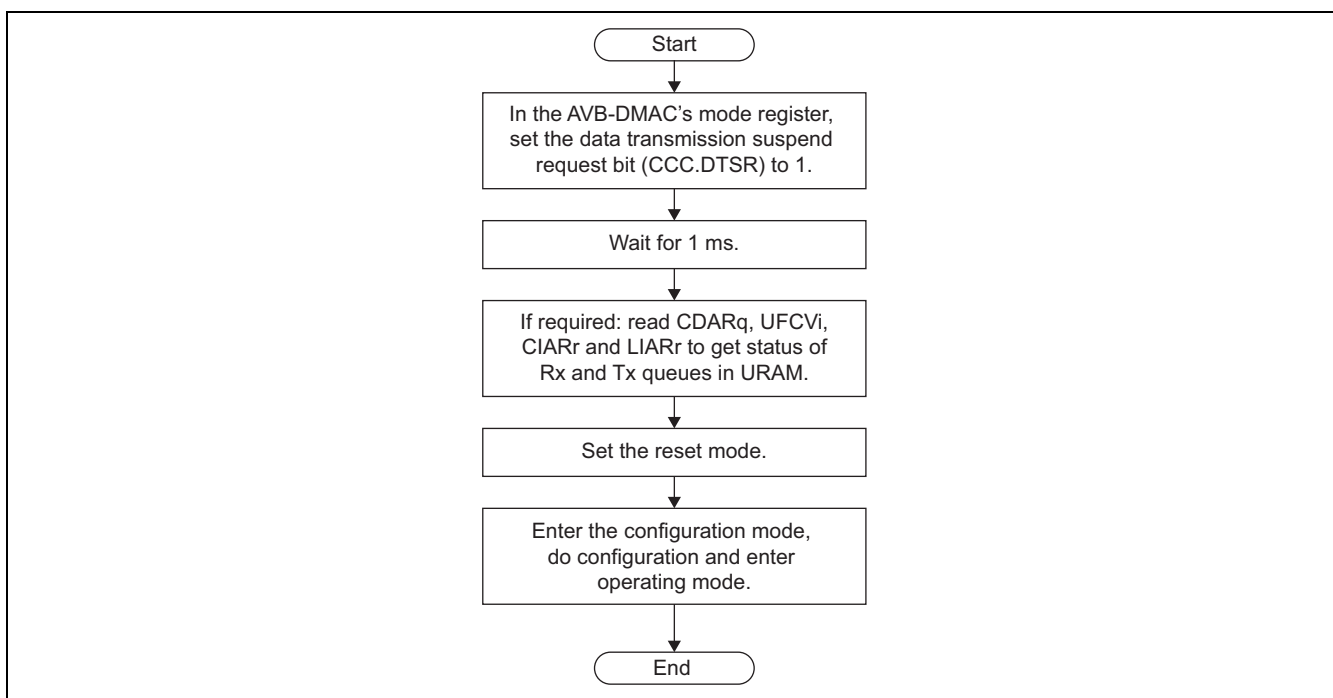 Start
In the AVB-DMAC's mode register,
set the data transmission suspend
request bit (CCC.DTSR) to 1.
Wait for 1 ms.
If required: read CDARq, UFCVi,
CIARr and LIARr to get status of
Rx and Tx queues in URAM.
Set the reset mode.
Enter the configuration mode,
do configuration and enter
operating mode.
End